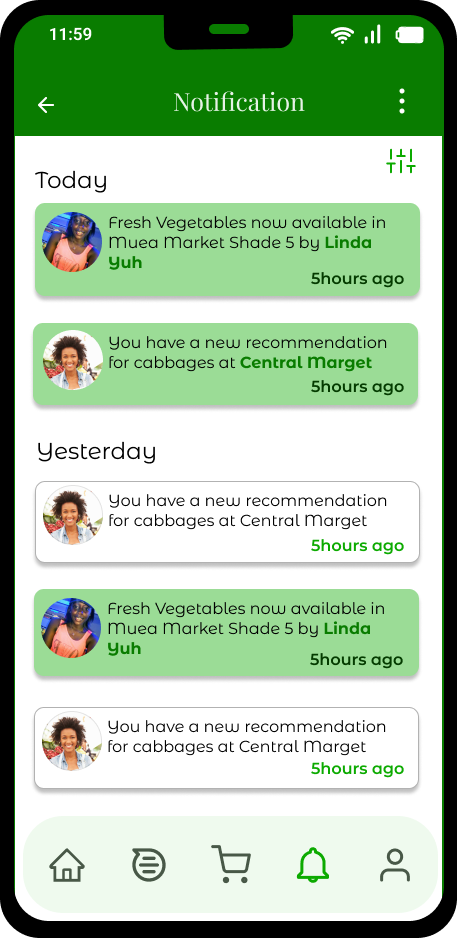 11:59
Notification
Today
Fresh Vegetables now available in
Muea Market Shade 5 by Linda
Yuh
5hours ago
You have a new recommendation
for cabbages at Central Marget
5hours ago
Yesterday
You have a new recommendation
for cabbages at Central Marget
5hours ago
Fresh Vegetables now available in
Muea Market Shade 5 by Linda
Yuh
5hours ago
You have a new recommendation
for cabbages at Central Marget
5hours ago